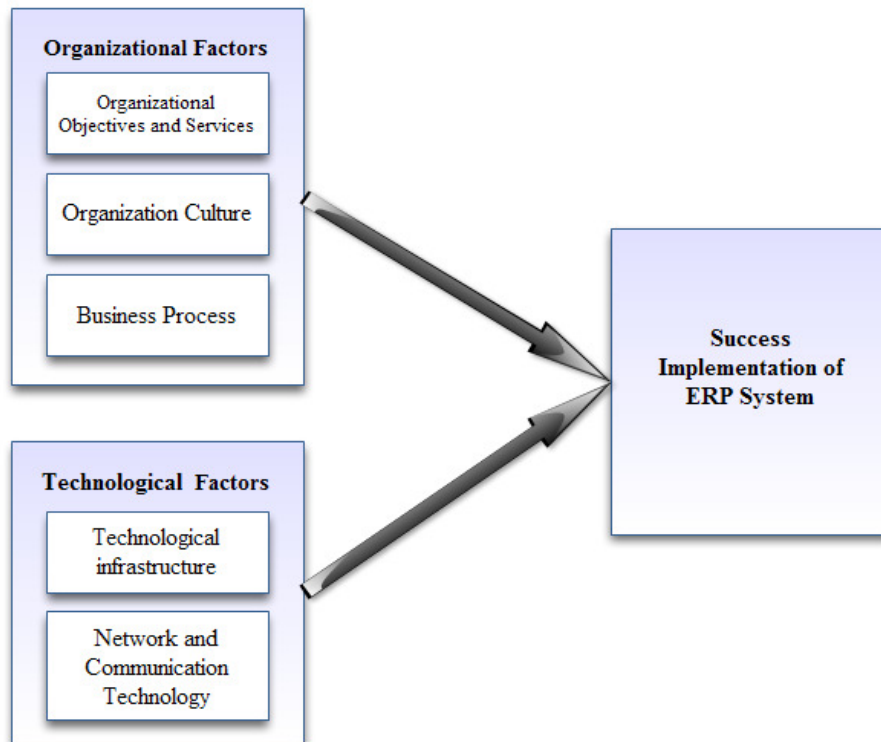 Organizational Factors
Organizational
Objectives and Services
Organization Culture
Business Process
Technological Factors
Technological
infrastructure
Network and
Communication
Technology
Success
Implementation of
ERP System